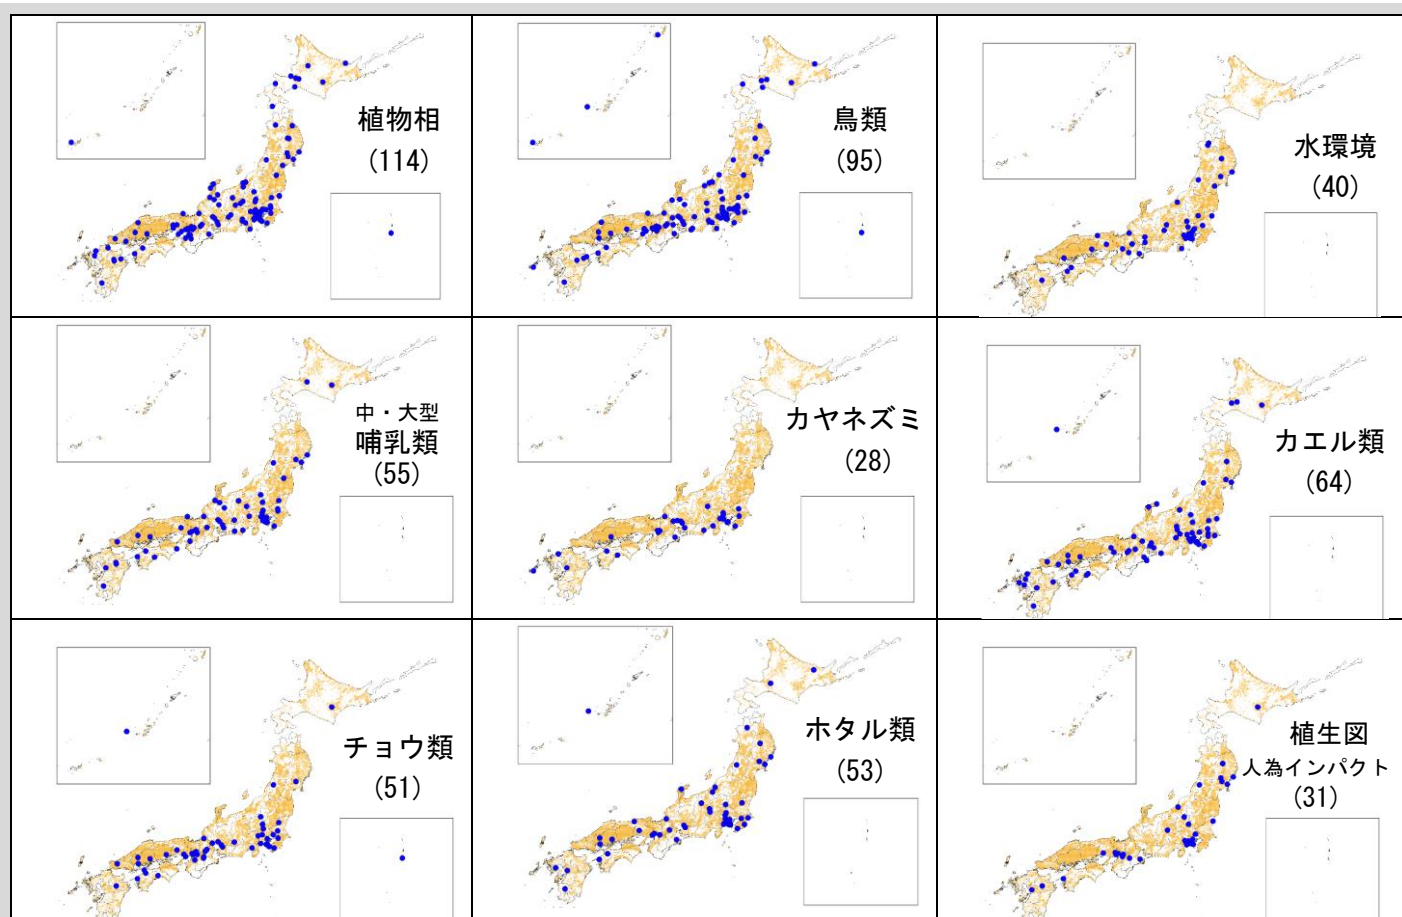 植物相
(114)
鳥類
(95)
水環境
(40)
中・大型
哺乳類
(55)
カヤネズミ
(28)
カエル類
(64)
チョウ類
(51)
ホタル類
(53)
植生図
人為インパクト
(31)